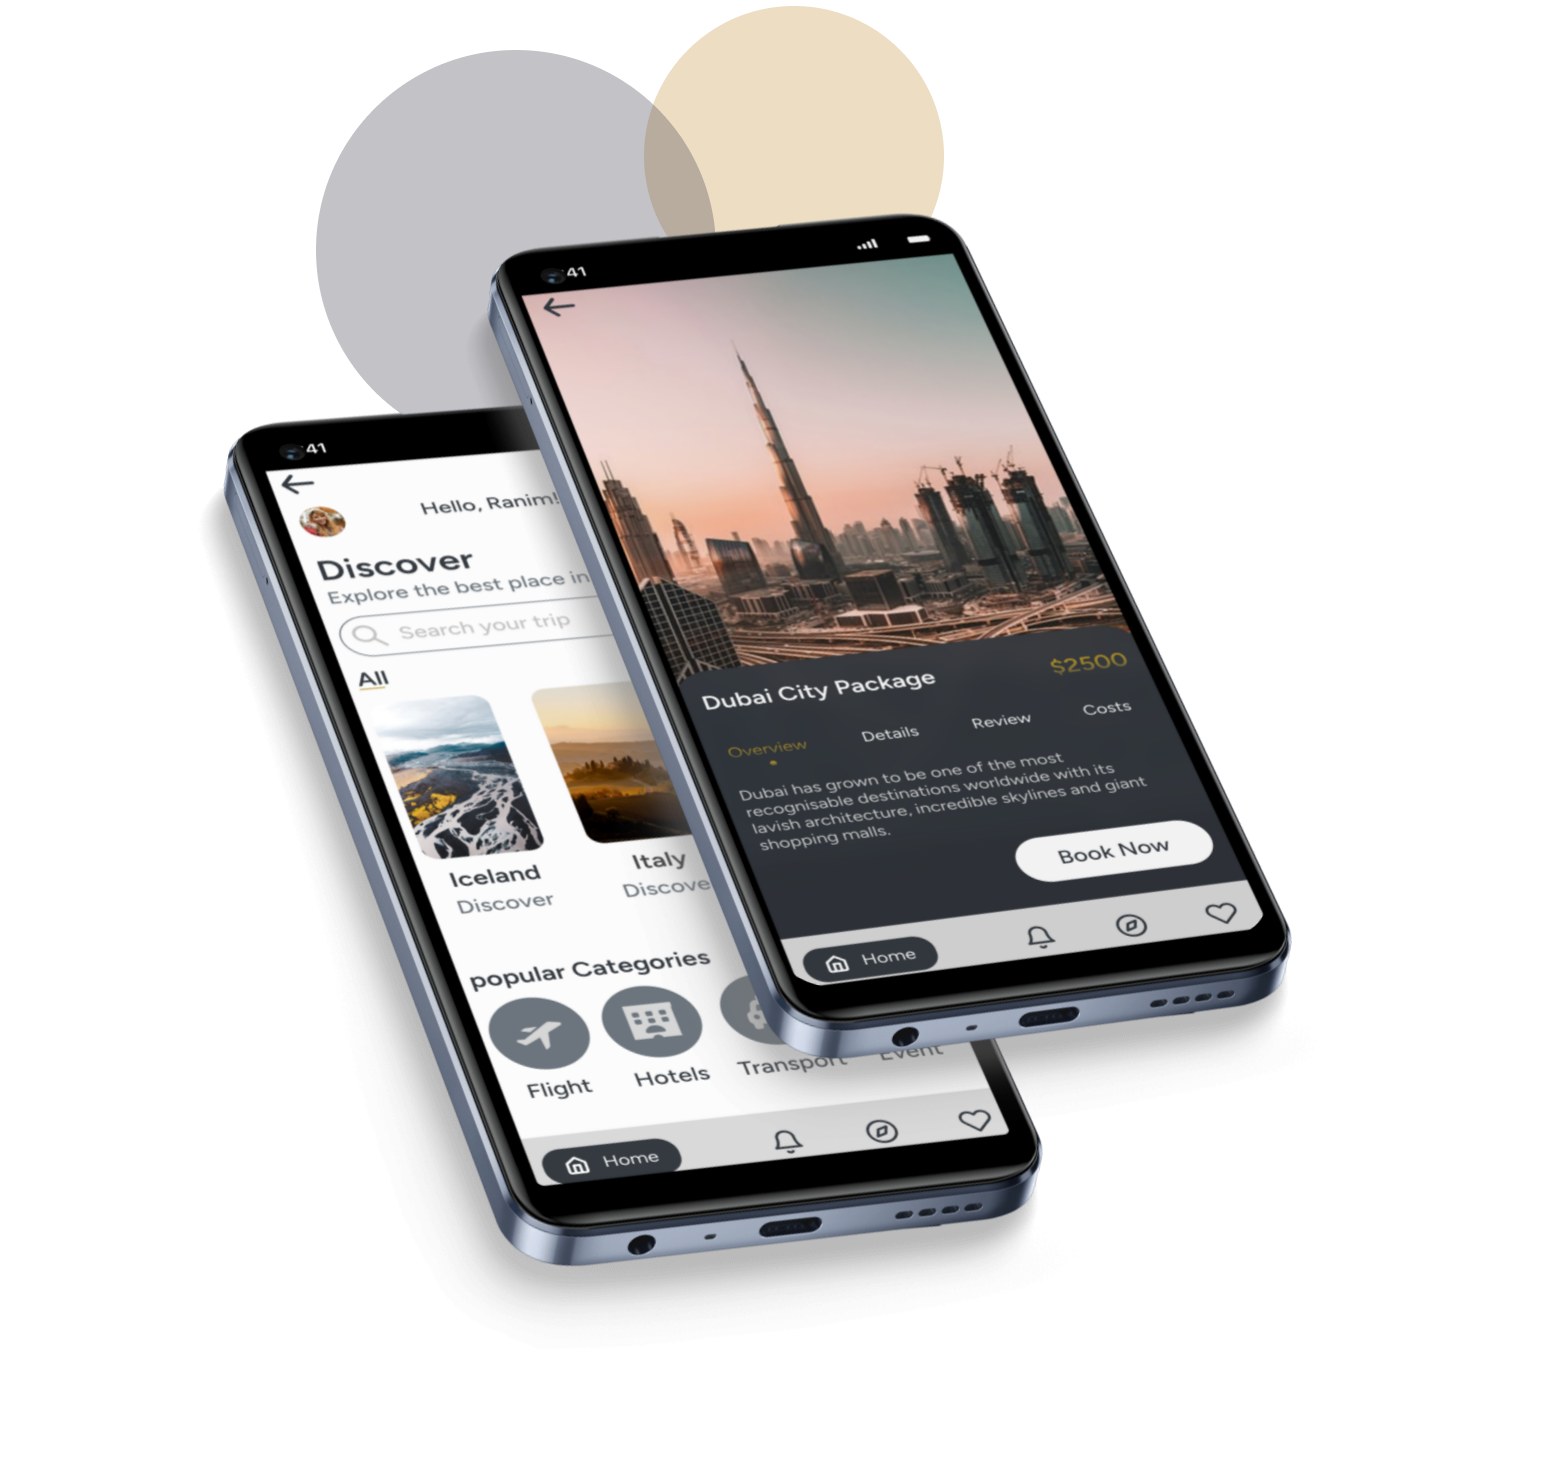 41
Hello, Ranim!
Discover
Explore the best place in
Search your trip
All
Iceland
Discover
Italy
Discove
popular Categories
Flight
Hotels
Transport
Event
Home
41
Dubai City Package
$2500
Overview
Details
Review
Costs
Dubai has grown to be one of the most
recognisable destinations worldwide with its
lavish architecture, incredible skylines and giant
shopping malls.
Book Now
Home